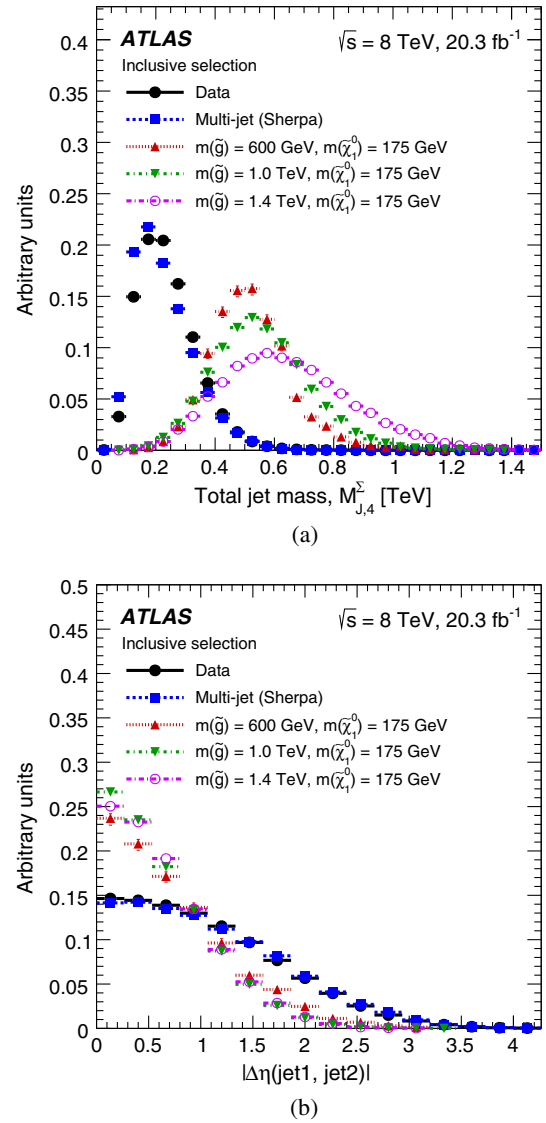 ATLAS
√s = 8 TeV, 20.3 fb⁻¹
Inclusive selection
Data
Multi-jet (Sherpa)
m(g̃) = 600 GeV, m(χ̃₁⁰) = 175 GeV
m(g̃) = 1.0 TeV, m(χ̃₁⁰) = 175 GeV
m(g̃) = 1.4 TeV, m(χ̃₁⁰) = 175 GeV
Arbitrary units
0.4
0.35
0.3
0.25
0.2
0.15
0.1
0.05
0
0 0.2 0.4 0.6 0.8 1 1.2 1.4
Total jet mass, M_{J,4}^Σ [TeV]
(a)
ATLAS
√s = 8 TeV, 20.3 fb⁻¹
Inclusive selection
Data
Multi-jet (Sherpa)
m(g̃) = 600 GeV, m(χ̃₁⁰) = 175 GeV
m(g̃) = 1.0 TeV, m(χ̃₁⁰) = 175 GeV
m(g̃) = 1.4 TeV, m(χ̃₁⁰) = 175 GeV
Arbitrary units
0.5
0.45
0.4
0.35
0.3
0.25
0.2
0.15
0.1
0.05
0
0 0.5 1 1.5 2 2.5 3 3.5 4
|Δη(jet1, jet2)|
(b)